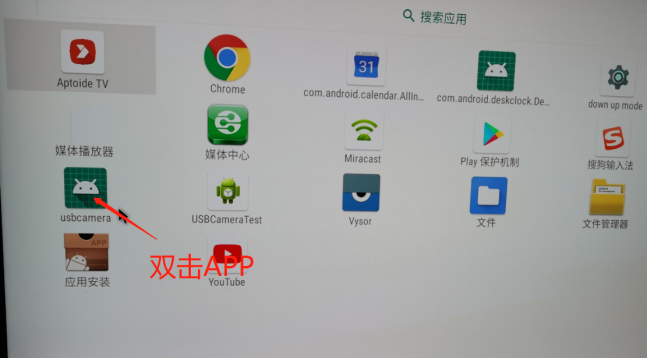 搜索应用
Aptoide TV
Chrome
31
com.android.calendar.AllIn...
com.android.deskclock.De...
down up mode
媒体播放器
媒体中心
Miracast
Play 保护机制
搜狗输入法
usbcamera
USBCameraTest
Vysor
文件
文件管理器
APP
应用安装
双击APP
YouTube